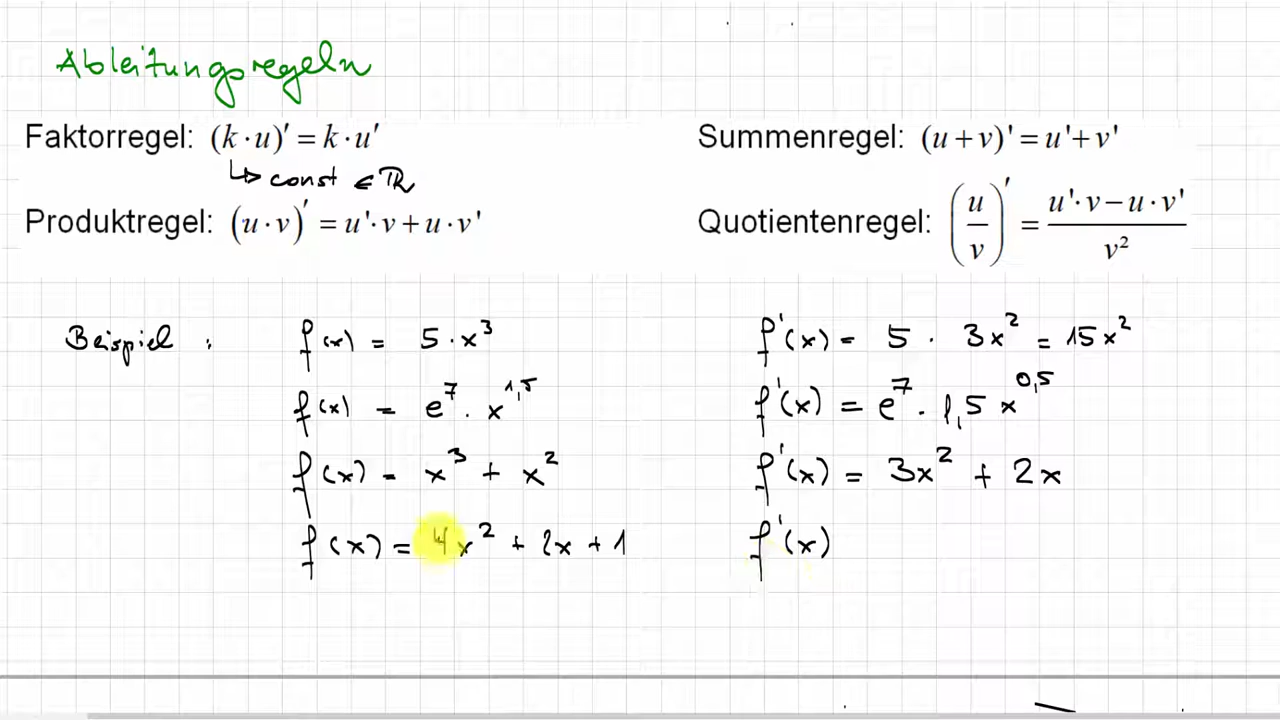 Ableitungsregeln
Faktorregel: (k·u)' = k·u'
Summenregel: (u+v)' = u'+v'
↳ const ∈ ℝ
Produktregel: (u·v)' = u'·v+u·v'
Quotientenregel: (u/v)' = (u'·v−u·v')/v²
Beispiel : f(x) = 5·x³
f'(x) = 5 · 3x² = 15x²
f(x) = e⁷ · x^1,5
f'(x) = e⁷ · 1,5 x^0,5
f(x) = x³ + x²
f'(x) = 3x² + 2x
f(x) = 4x² + 2x + 1
f'(x)